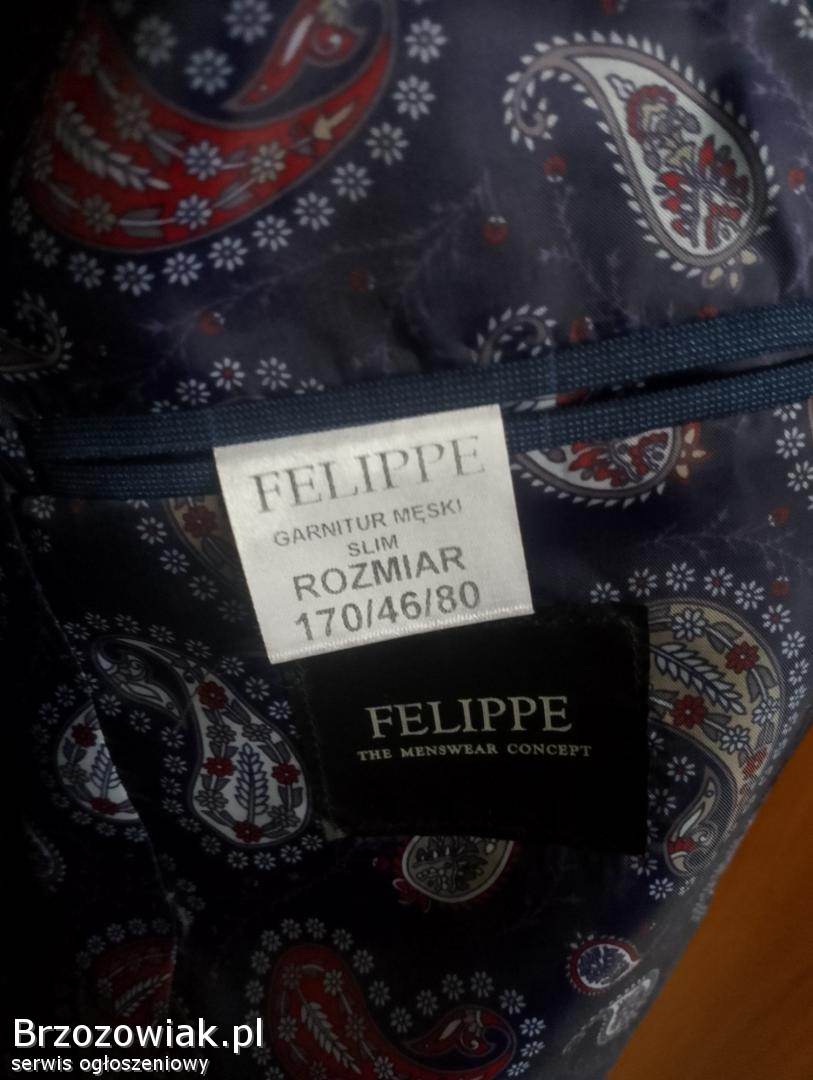 FELIPPE
GARNITUR MĘSKI
SLIM
ROZMIAR
170/46/80
FELIPPE
THE MENSWEAR CONCEPT
Brzozowiak.pl
serwis ogłoszeniowy